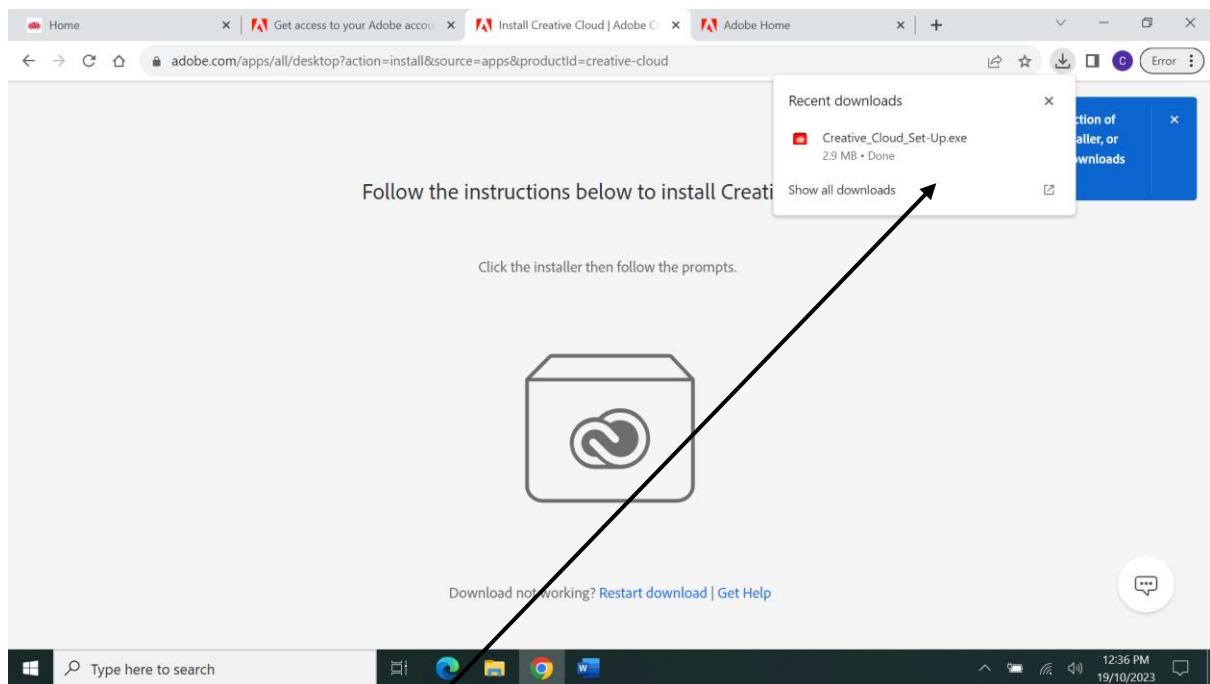 Home
Get access to your Adobe accou
Install Creative Cloud | Adobe C
Adobe Home
adobe.com/apps/all/desktop?action=install&source=apps&productId=creative-cloud
C
Error
Recent downloads
Creative_Cloud_Set-Up.exe
2.9 MB • Done
Show all downloads
ction of
aller, or
wnloads
Follow the instructions below to install Creati
Click the installer then follow the prompts.
Download not working? Restart download | Get Help
Type here to search
W
12:36 PM
19/10/2023